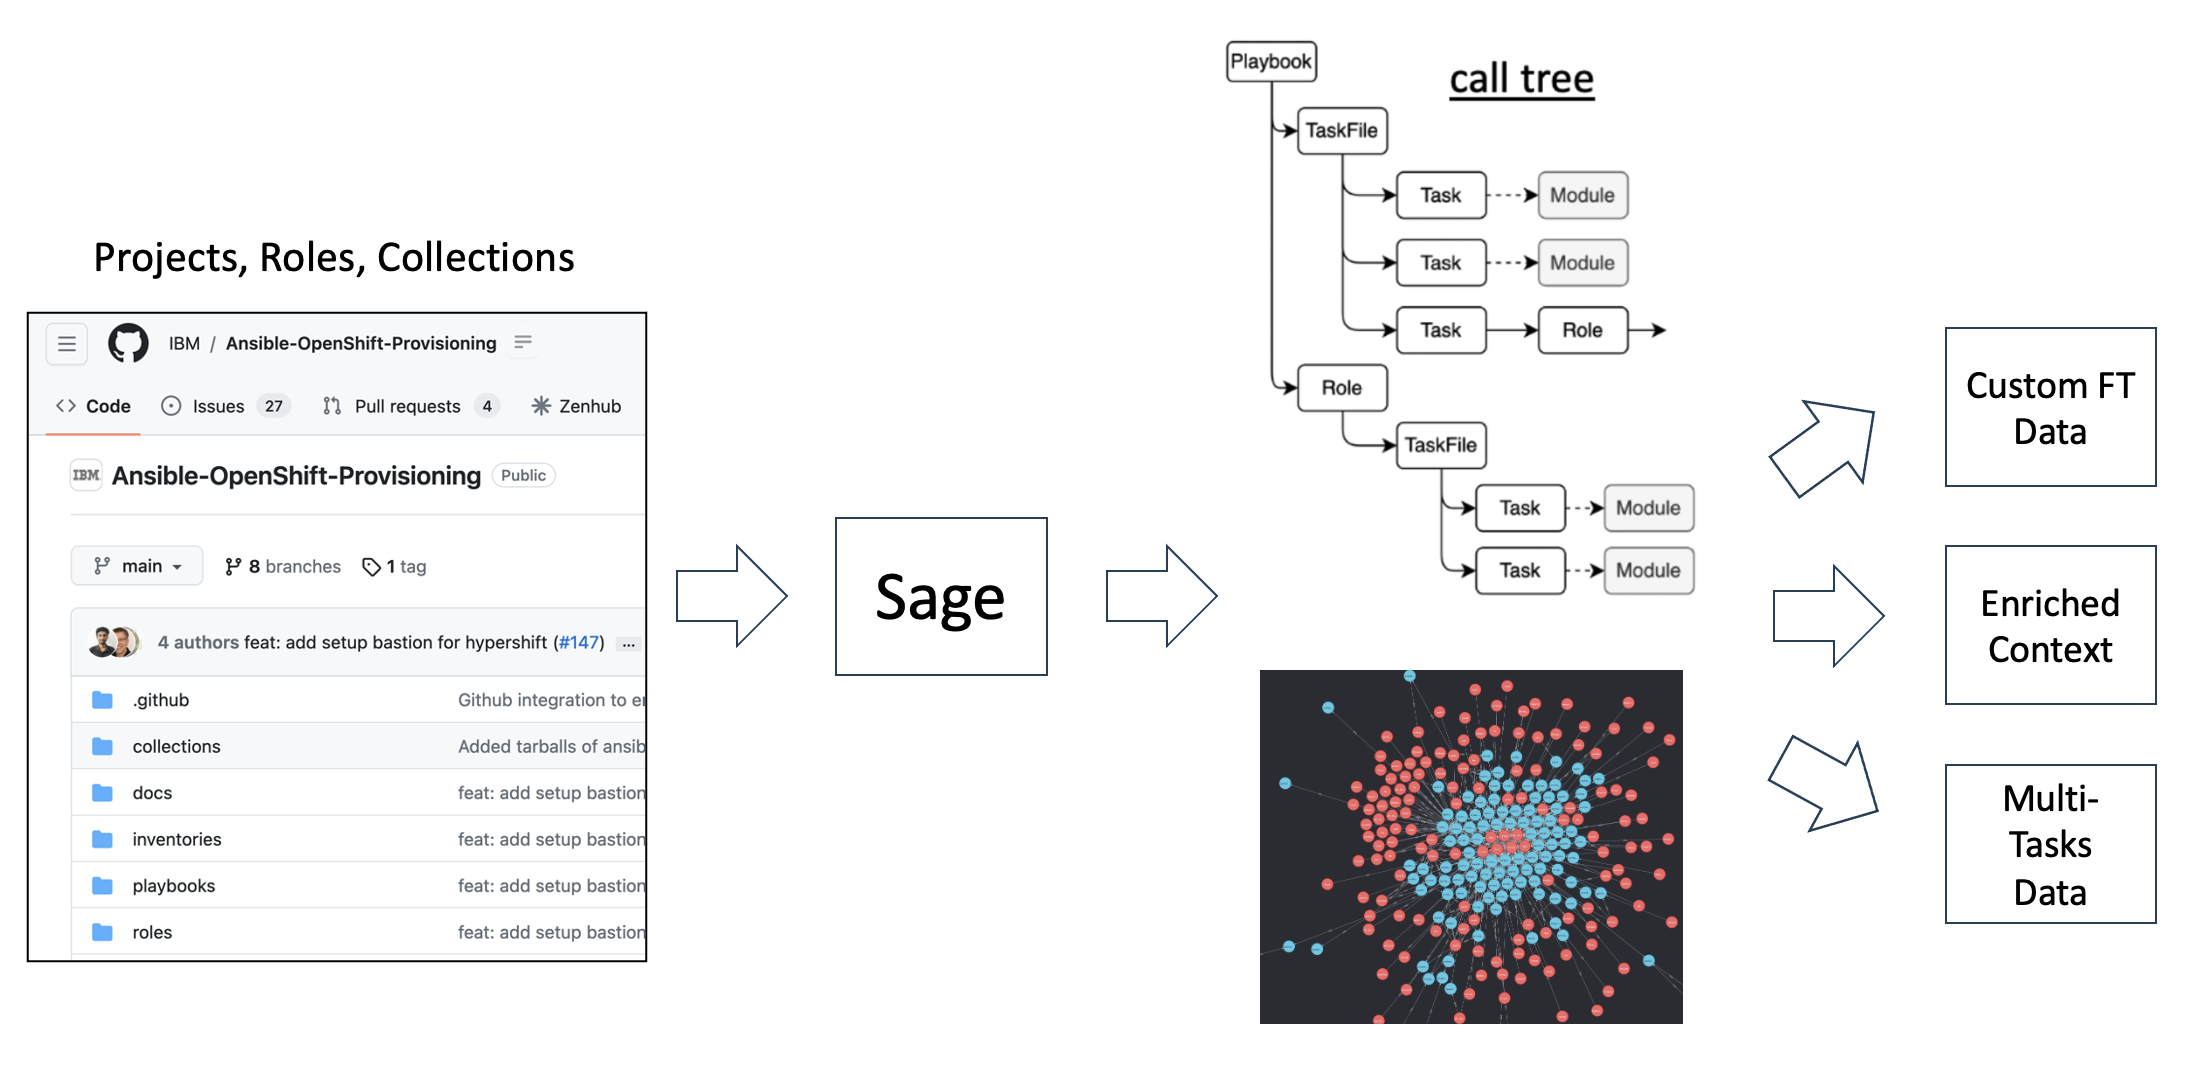 Projects, Roles, Collections
IBM / Ansible-OpenShift-Provisioning
Code Issues 27 Pull requests 4 Zenhub
IBM Ansible-OpenShift-Provisioning Public
main 8 branches 1 tag
4 authors feat: add setup bastion for hypershift (#147) ...
.github Github integration to
collections Added tarballs of ansib
docs feat: add setup bastion
inventories feat: add setup bastion
playbooks feat: add setup bastion
roles feat: add setup bastion
Sage
call tree
Playbook
TaskFile
Task Module
Task Module
Task Role
Role
TaskFile
Task Module
Task Module
Custom FT
Data
Enriched
Context
Multi-
Tasks
Data